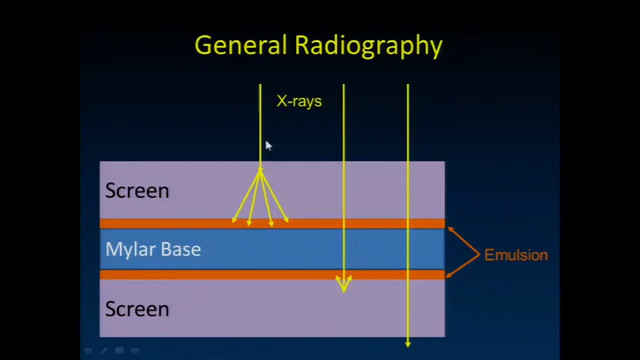 General Radiography
X-rays
Screen
Mylar Base
Emulsion
Screen